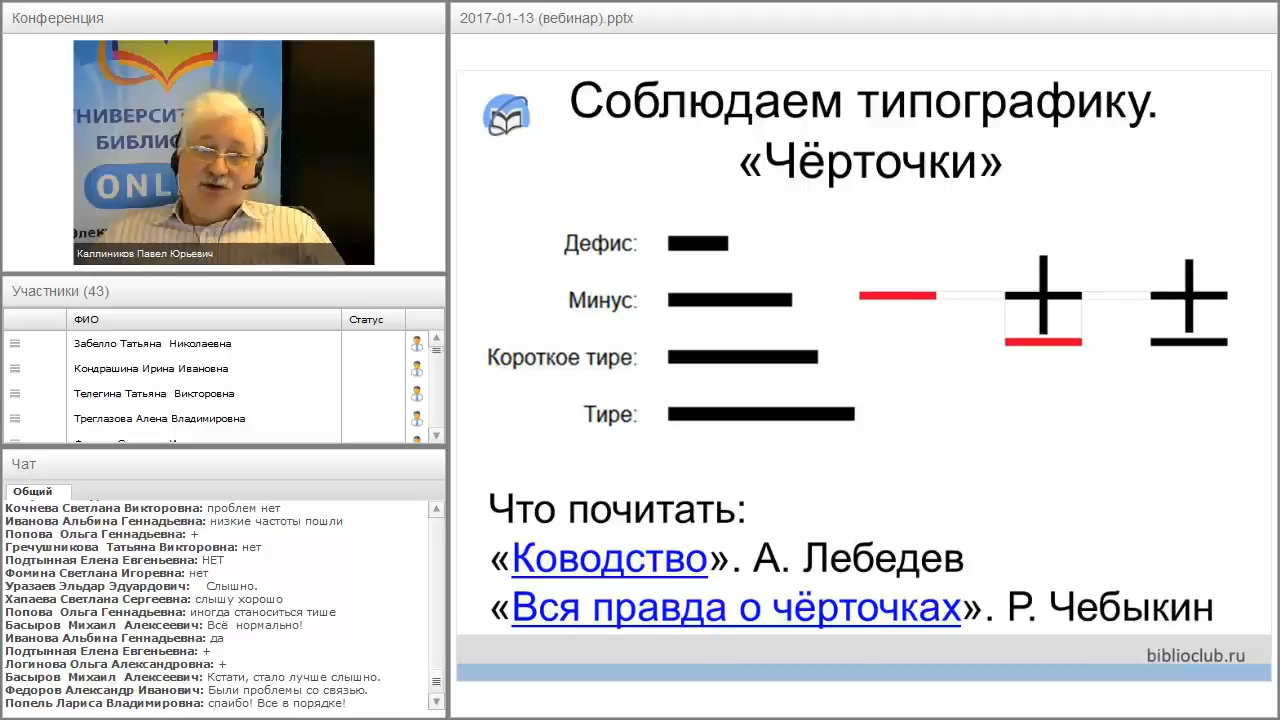 Конференция
УНИВЕРСИТ
БИБЛИО
ONL
Каллиников Павел Юрьевич
Участники (43)
ФИО
Статус
Забелло Татьяна Николаевна
Кондрашина Ирина Ивановна
Телегина Татьяна Викторовна
Треглазова Алена Владимировна
Чат
Общий
Кочнева Светлана Викторовна: проблем нет
Иванова Альбина Геннадьевна: низкие частоты пошли
Попова Ольга Геннадьевна: +
Гречушникова Татьяна Викторовна: нет
Подтынная Елена Евгеньевна: НЕТ
Фомина Светлана Игоревна: нет
Уразаев Эльдар Эдуардович: Слышно.
Хапаева Светлана Сергеевна: слышу хорошо
Попова Ольга Геннадьевна: иногда станоситься тише
Басыров Михаил Алексеевич: Всё нормально!
Иванова Альбина Геннадьевна: да
Подтынная Елена Евгеньевна: +
Логинова Ольга Александровна: +
Басыров Михаил Алексеевич: Кстати, стало лучше слышно.
Федоров Александр Иванович: Были проблемы со связью.
Попель Лариса Владимировна: спаибо! Все в порядке!
2017-01-13 (вебинар).pptx
Соблюдаем типографику.
«Чёрточки»
Дефис:
Минус:
Короткое тире:
Тире:
Что почитать:
«Ководство». А. Лебедев
«Вся правда о чёрточках». Р. Чебыкин
biblioclub.ru